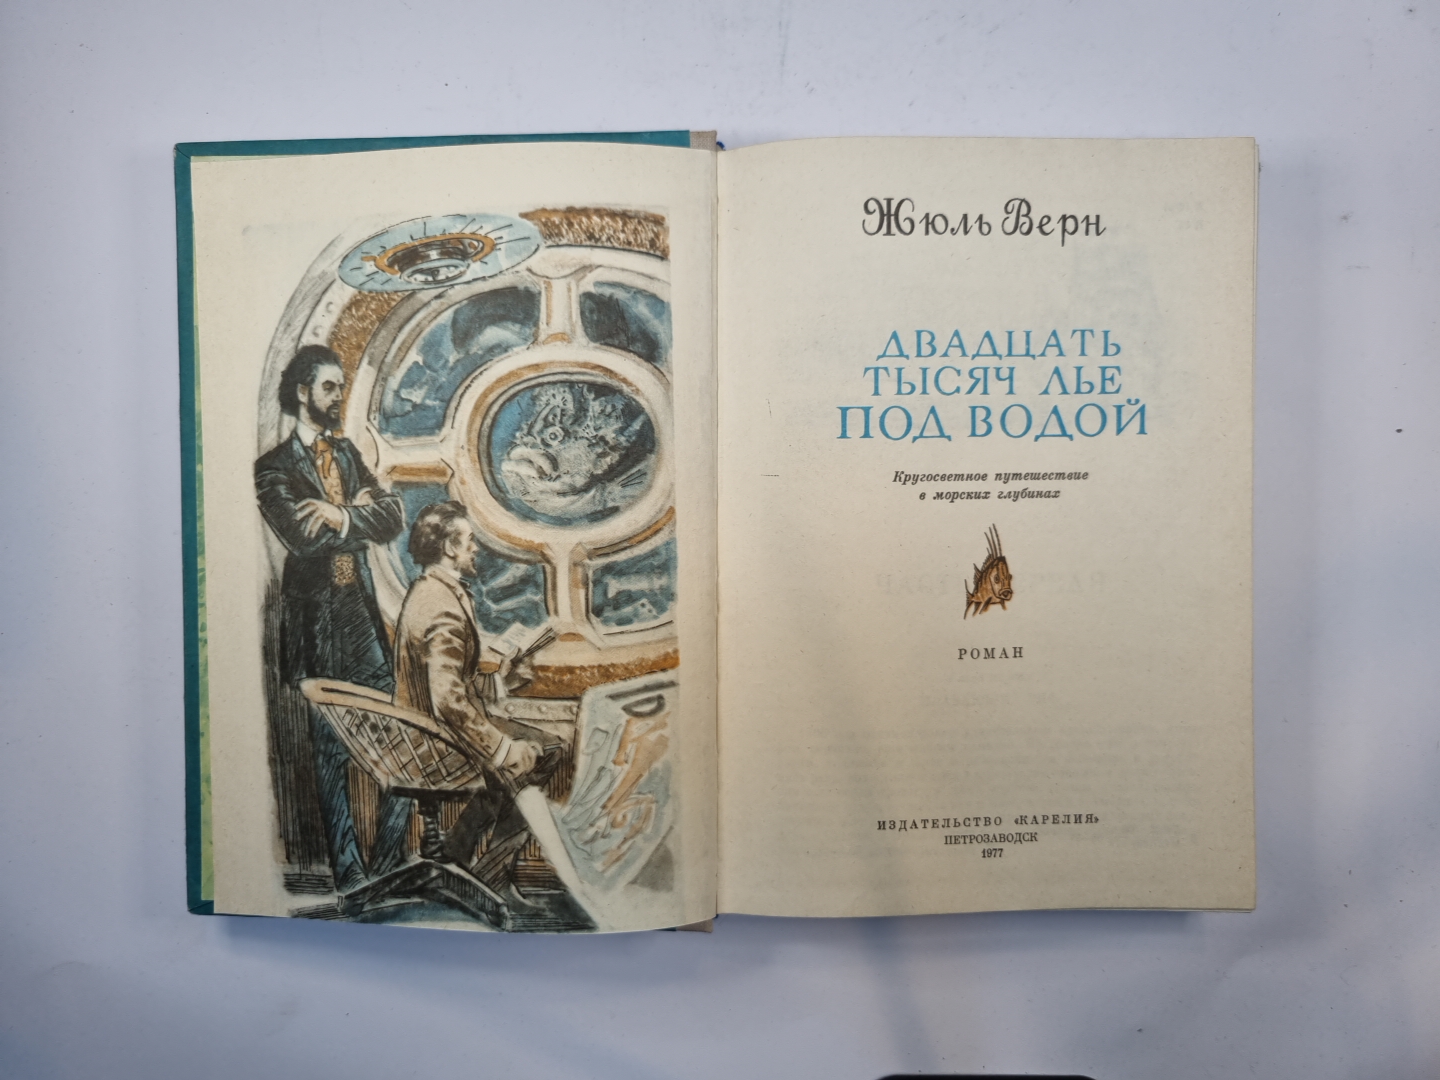 Жюль Верн
ДВАДЦАТЬ
ТЫСЯЧ ЛЬЕ
ПОД ВОДОЙ
Кругосветное путешествие
в морских глубинах
РОМАН
ИЗДАТЕЛЬСТВО «КАРЕЛИЯ»
ПЕТРОЗАВОДСК
1977